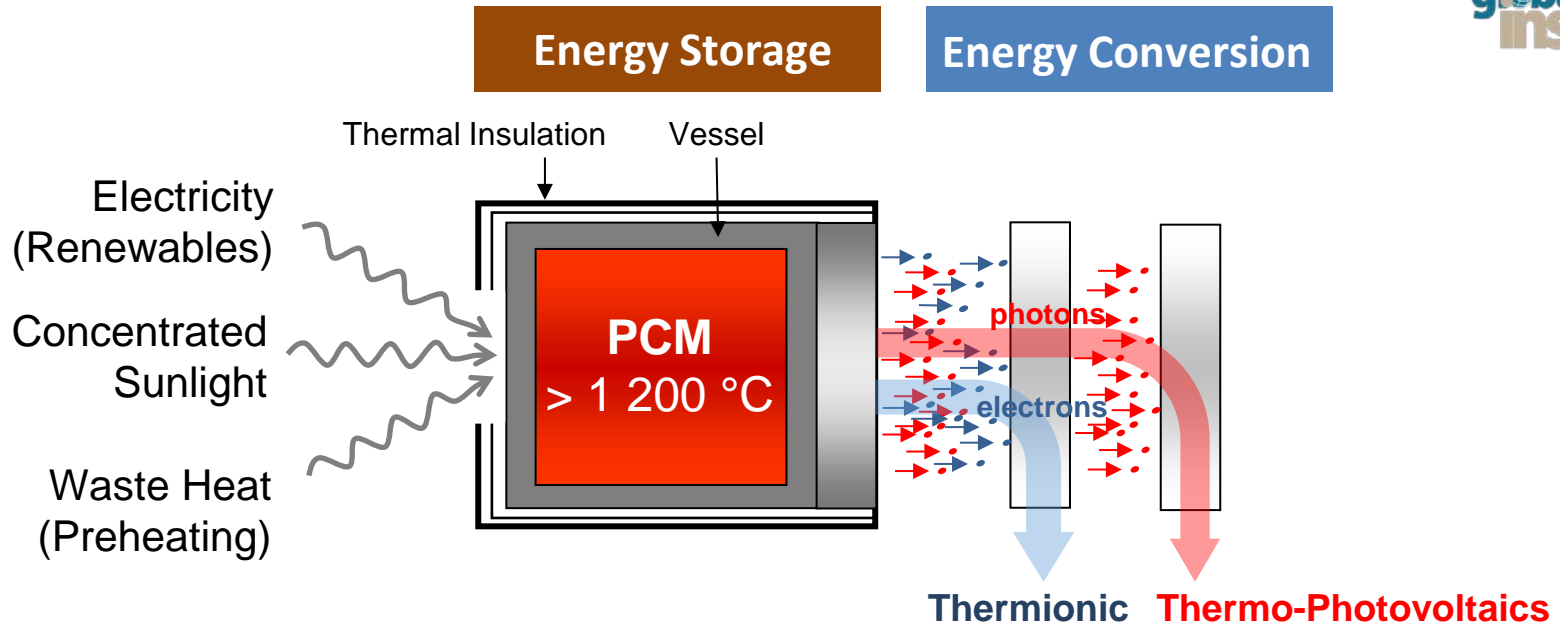 Energy Storage
Energy Conversion
Thermal Insulation
Vessel
Electricity
(Renewables)
Concentrated
Sunlight
Waste Heat
(Preheating)
PCM
> 1 200 °C
photons
electrons
Thermionic
Thermo-Photovoltaics